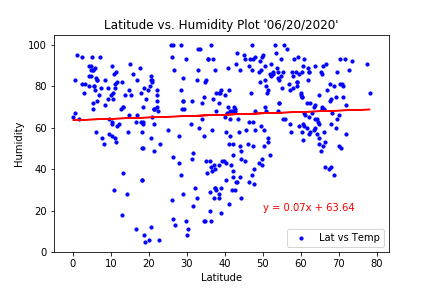 Latitude vs. Humidity Plot '06/20/2020'
100
80
60
40
20
0
Humidity
y = 0.07x + 63.64
Lat vs Temp
0 10 20 30 40 50 60 70 80
Latitude